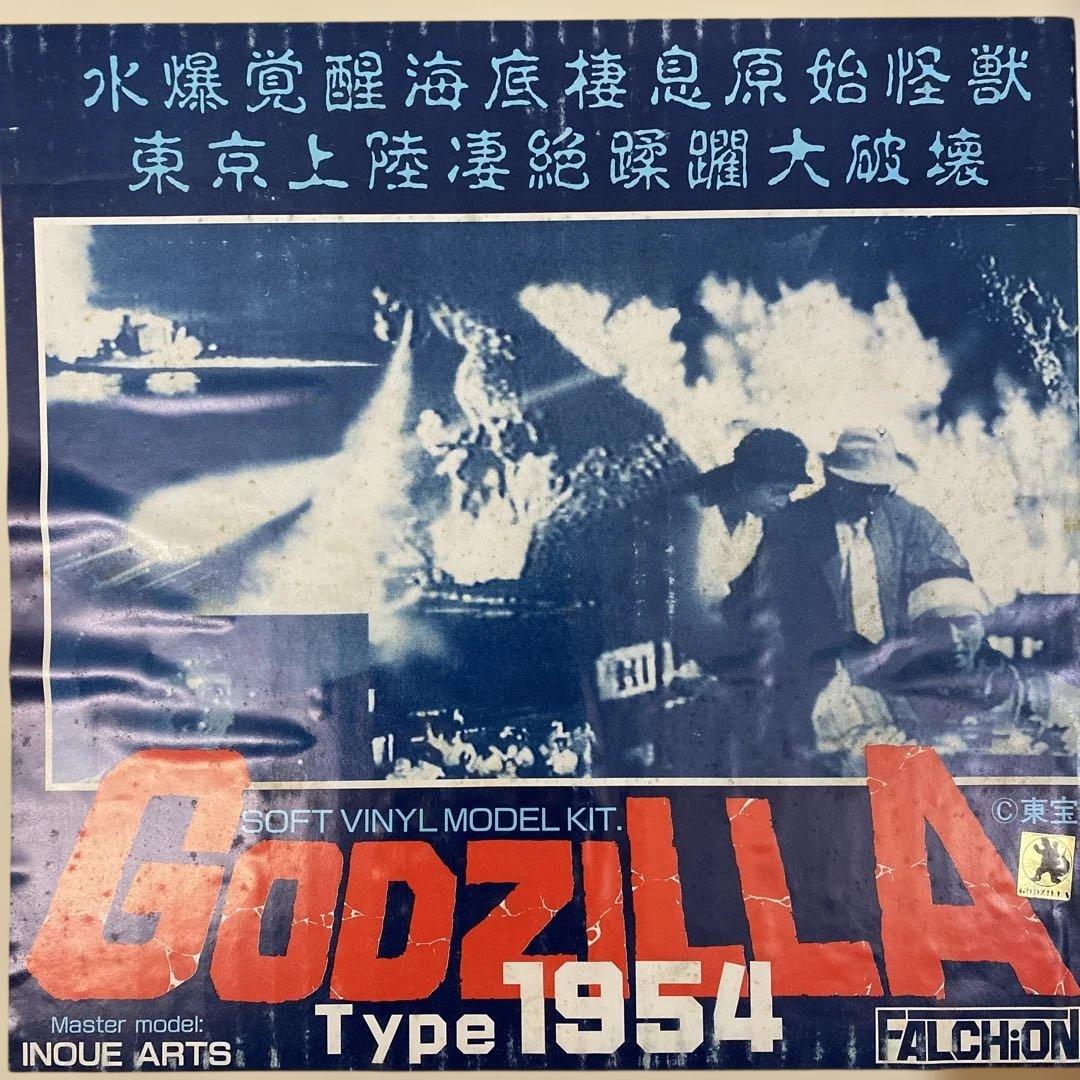 水爆覚醒海底棲息原始怪獣
東京上陸凄絶蹂躙大破壊
HI
SOFT VINYL MODEL KIT.
©東宝
GODZILLA
GODZILLA
Type 1954
Master model:
INOUE ARTS
FALCHiON